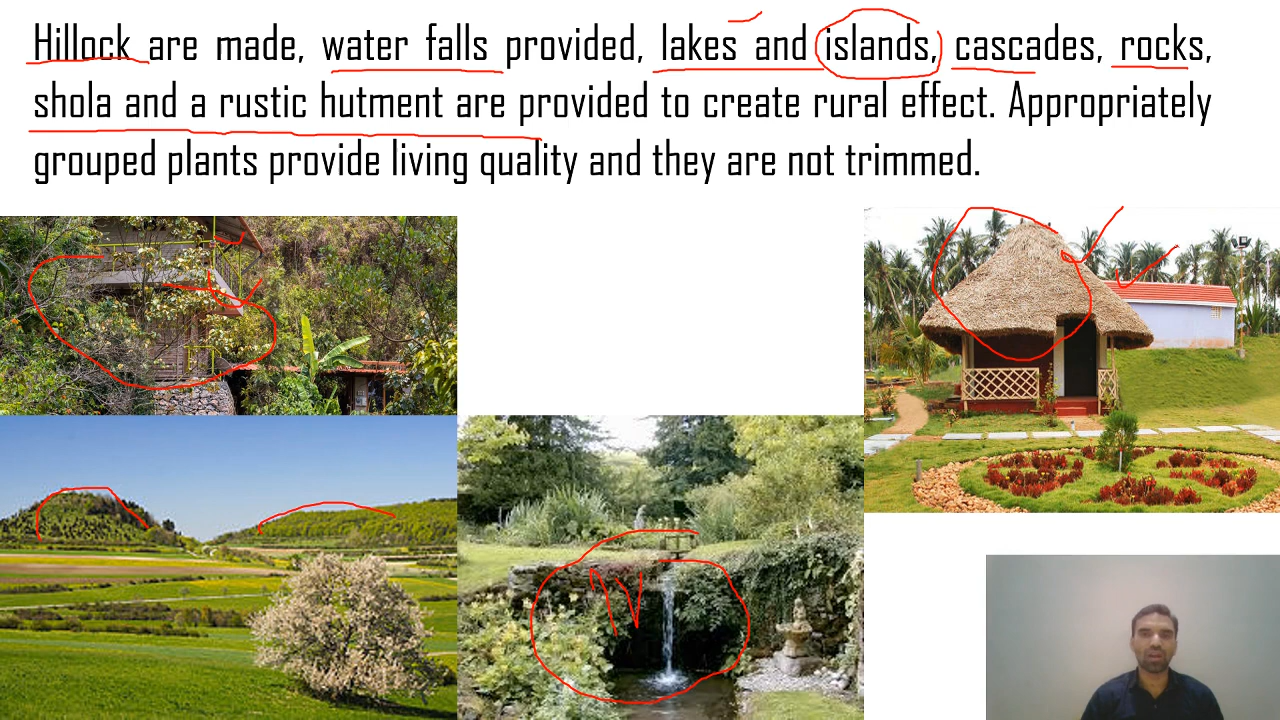 Hillock are made, water falls provided, lakes and islands, cascades, rocks,
shola and a rustic hutment are provided to create rural effect. Appropriately
grouped plants provide living quality and they are not trimmed.